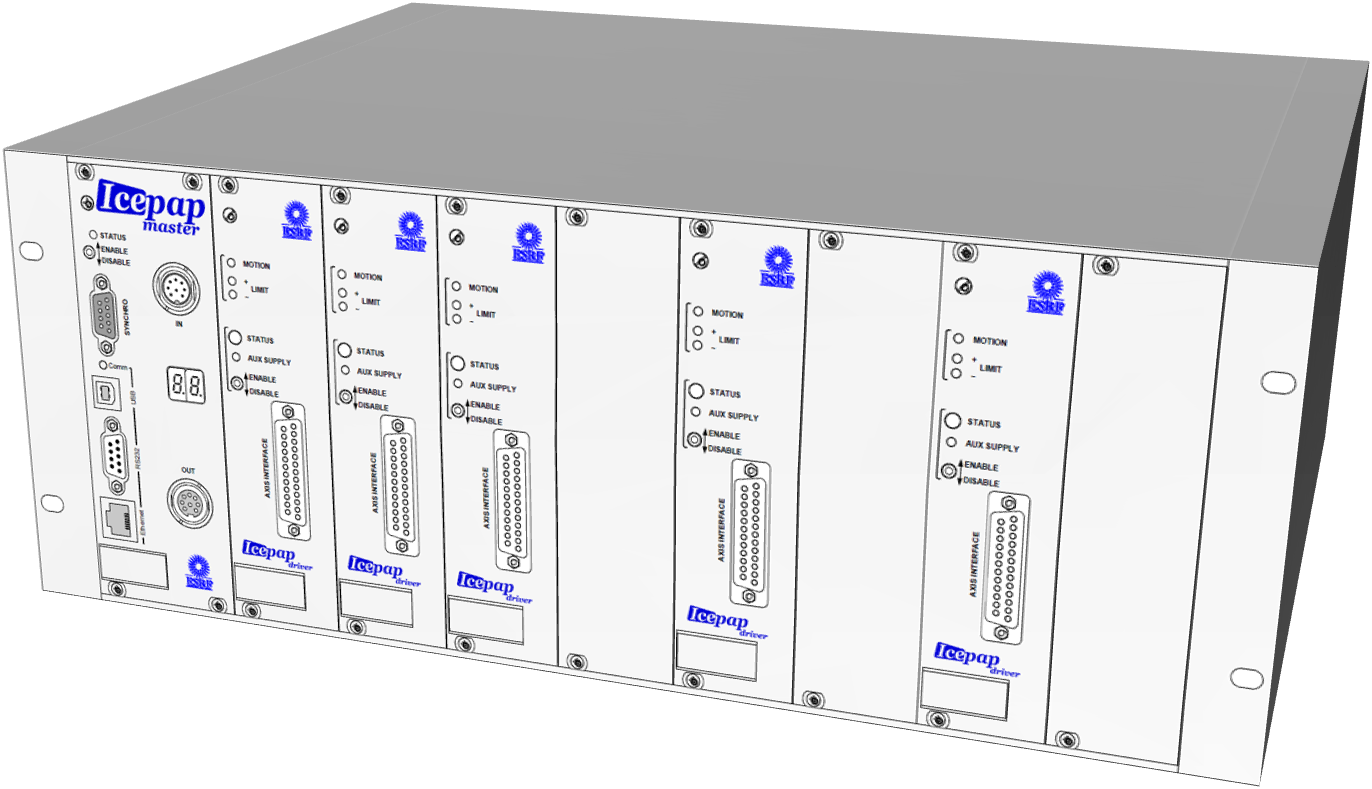 Icepap
master
STATUS
ENABLE
DISABLE
SYNCHRO
IN
Comm
USB
8.8.
RS232
OUT
Ethernet
ESRF
ESRF
MOTION
+
LIMIT
-
STATUS
AUX SUPPLY
ENABLE
DISABLE
AXIS INTERFACE
Icepap
driver
ESRF
MOTION
+
LIMIT
-
STATUS
AUX SUPPLY
ENABLE
DISABLE
AXIS INTERFACE
Icepap
driver
ESRF
MOTION
+
LIMIT
-
STATUS
AUX SUPPLY
ENABLE
DISABLE
AXIS INTERFACE
Icepap
driver
ESRF
MOTION
+
LIMIT
-
STATUS
AUX SUPPLY
ENABLE
DISABLE
AXIS INTERFACE
Icepap
driver
ESRF
MOTION
+
LIMIT
-
STATUS
AUX SUPPLY
ENABLE
DISABLE
AXIS INTERFACE
Icepap
driver